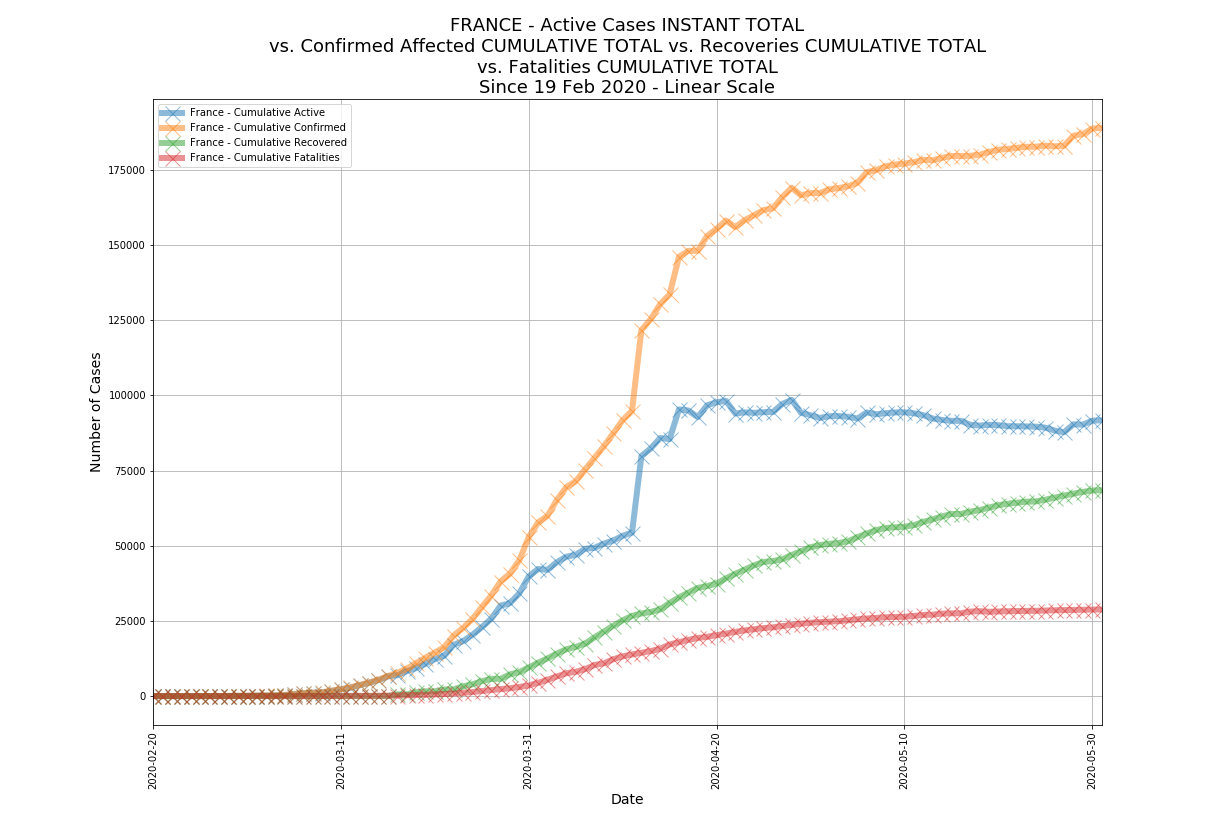 FRANCE - Active Cases INSTANT TOTAL
vs. Confirmed Affected CUMULATIVE TOTAL vs. Recoveries CUMULATIVE TOTAL
vs. Fatalities CUMULATIVE TOTAL
Since 19 Feb 2020 - Linear Scale
France - Cumulative Active
France - Cumulative Confirmed
France - Cumulative Recovered
France - Cumulative Fatalities
Number of Cases
175000
150000
125000
100000
75000
50000
25000
0
2020-02-20
2020-03-11
2020-03-31
2020-04-20
2020-05-10
2020-05-30
Date